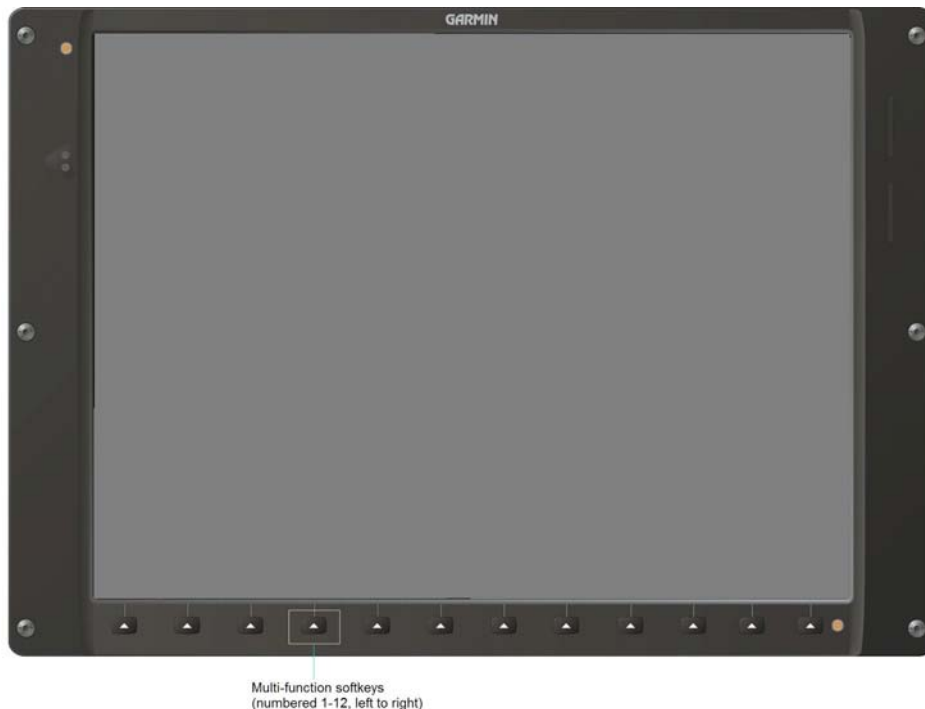 GARMIN
Multi-function softkeys
(numbered 1-12, left to right)